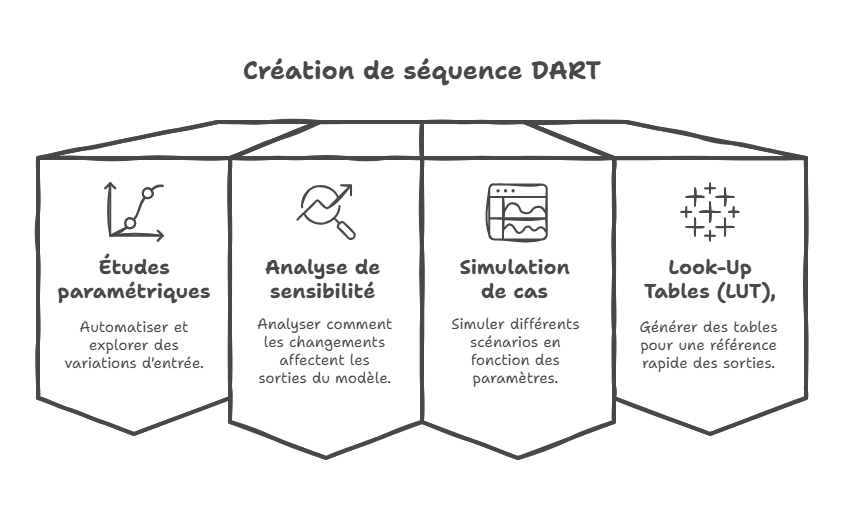 Création de séquence DART
Études
paramétriques
Automatiser et
explorer des
variations d'entrée.
Analyse de
sensibilité
Analyser comment
les changements
affectent les
sorties du modèle.
Simulation
de cas
Simuler différents
scénarios en
fonction des
paramètres.
Look-Up
Tables (LUT),
Générer des tables
pour une référence
rapide des sorties.